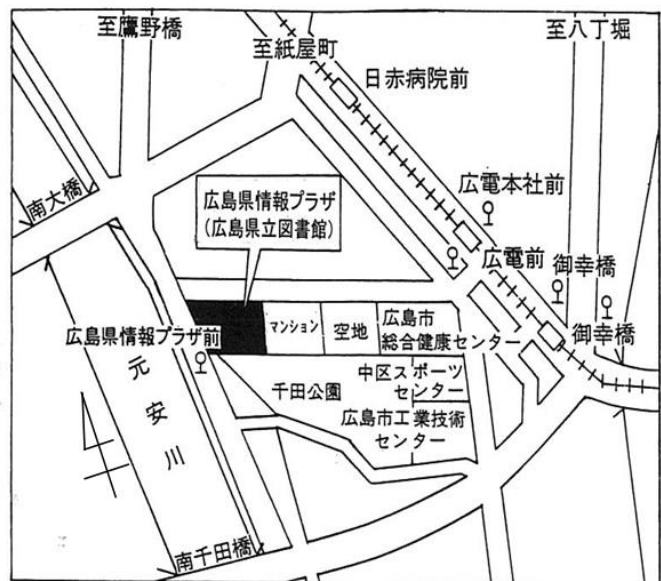 至鷹野橋
至紙屋町
至八丁堀
日赤病院前
広電本社前
南大橋
広島県情報プラザ
(広島県立図書館)
広電前
御幸橋
御幸橋
広島県情報プラザ前
マンション
空地
広島市
総合健康センター
中区スポーツ
センター
千田公園
広島市工業技術
センター
元安川
南千田橋